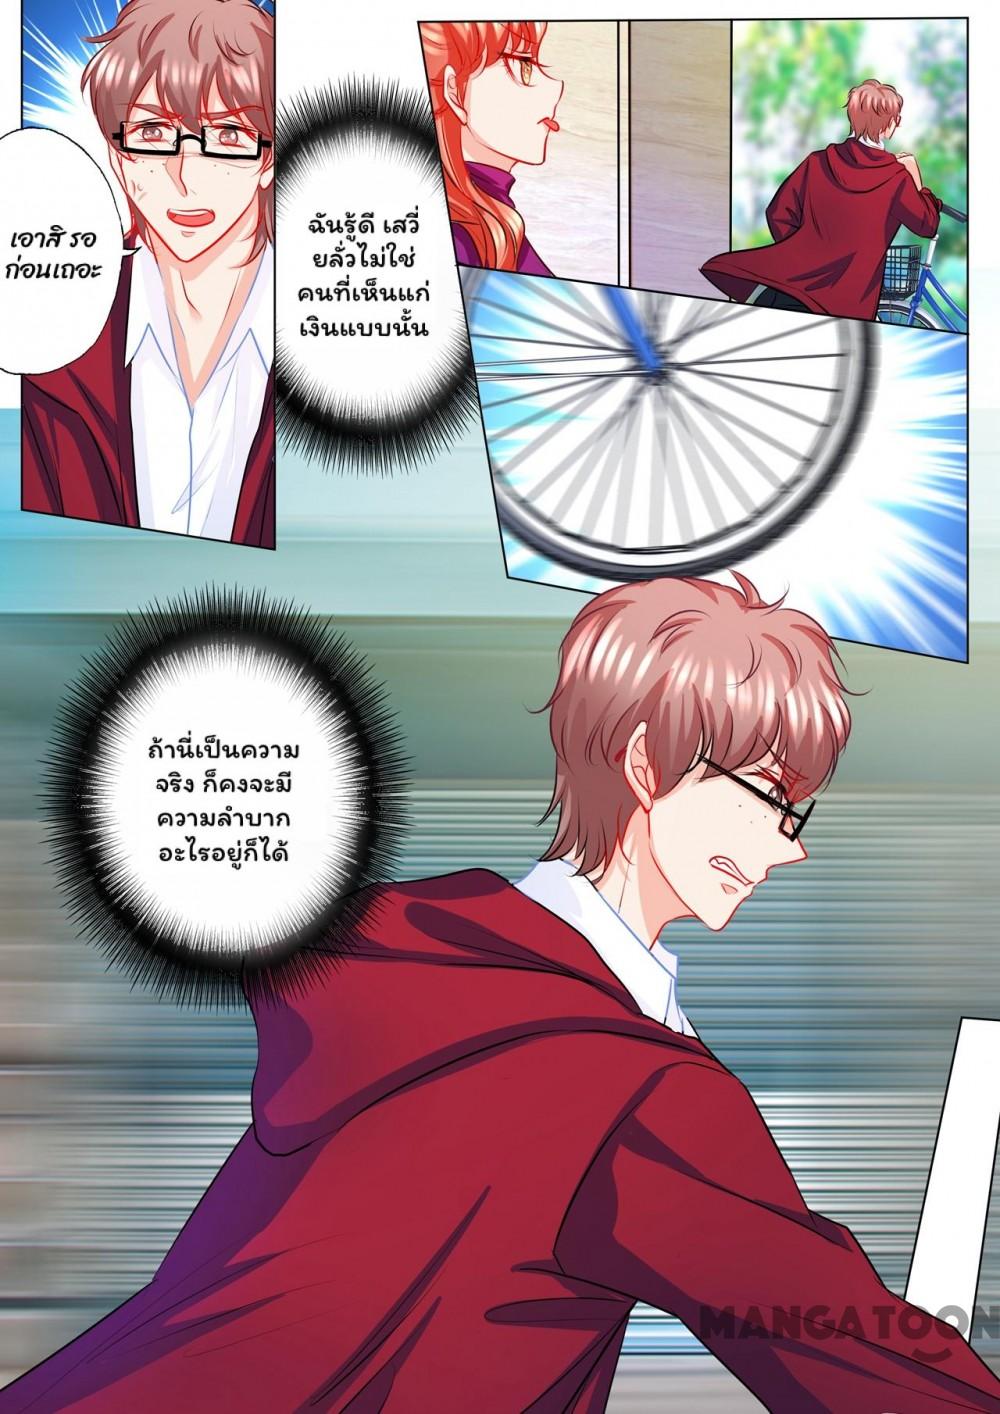 เอาสิ รอ
ก่อนเถอะ
ฉันรู้ดี เสวี่
ยลั่วไม่ใช่
คนที่เห็นแก่
เงินแบบนั้น
ถ้านี่เป็นความ
จริง ก็คงจะมี
ความลำบาก
อะไรอยู่ก็ได้
MANGATOON